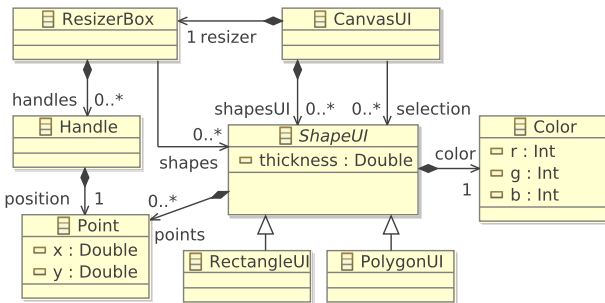 ResizerBox
CanvasUI
1 resizer
handles 0..*
shapesUI 0..* 0..* selection
Handle
0..*
shapes
ShapeUI
thickness : Double
color
1
Color
r : Int
g : Int
b : Int
position 1
0..*
points
Point
x : Double
y : Double
RectangleUI
PolygonUI